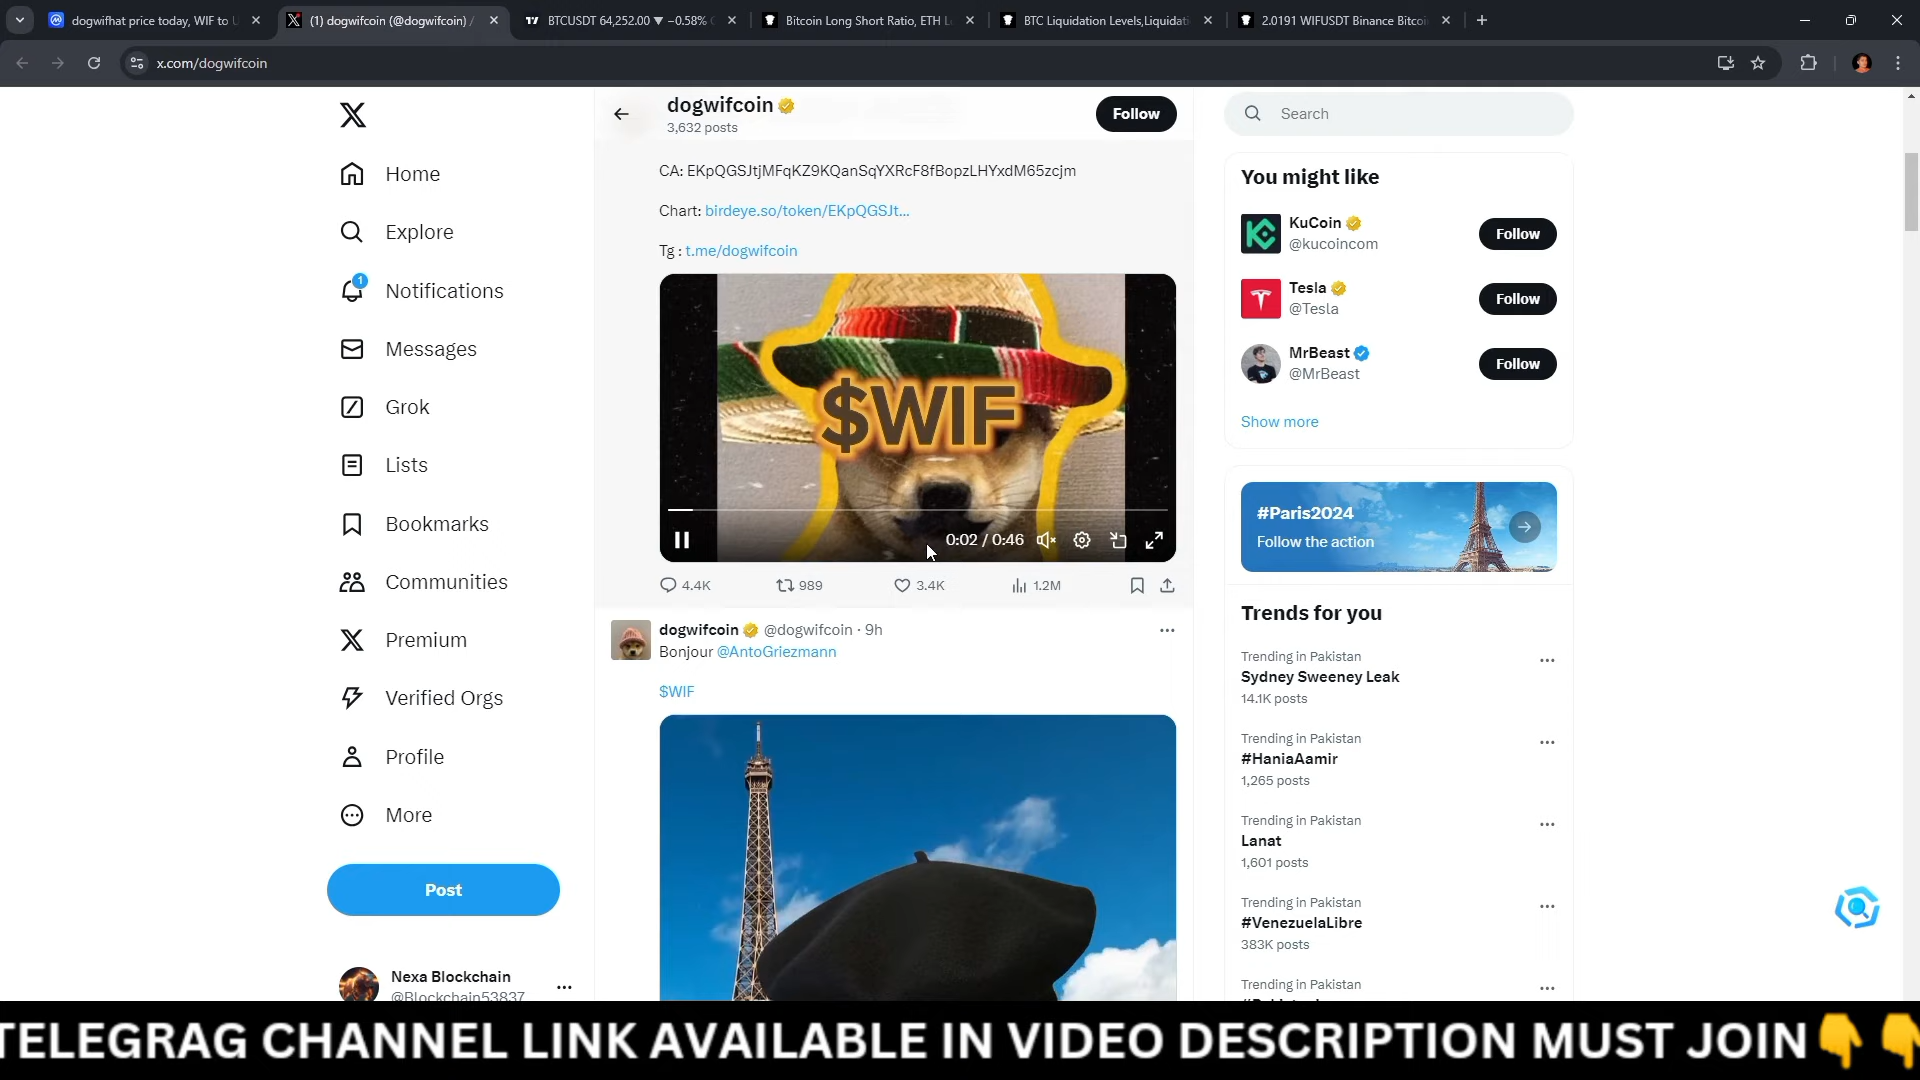 dogwifhat price today, WIF to U
(1) dogwifcoin (@dogwifcoin) /
BTCUSDT 64,252.00 ▼ −0.58%
Bitcoin Long Short Ratio, ETH L
BTC Liquidation Levels,Liquidati
2.0191 WIFUSDT Binance Bitcoi
x.com/dogwifcoin
Home
Explore
1
Notifications
Messages
Grok
Lists
Bookmarks
Communities
Premium
Verified Orgs
Profile
More
Post
Nexa Blockchain
@Blockchain53837
dogwifcoin
3,632 posts
Follow
CA: EKpQGSJtjMFqKZ9KQanSqYXRcF8fBopzLHYxdM65zcjm
Chart: birdeye.so/token/EKpQGSJt...
Tg : t.me/dogwifcoin
$WIF
0:02 / 0:46
4.4K 989 3.4K 1.2M
dogwifcoin @dogwifcoin · 9h
Bonjour @AntoGriezmann
$WIF
Search
You might like
KuCoin
@kucoincom
Follow
Tesla
@Tesla
Follow
MrBeast
@MrBeast
Follow
Show more
#Paris2024
Follow the action
Trends for you
Trending in Pakistan
Sydney Sweeney Leak
14.1K posts
Trending in Pakistan
#HaniaAamir
1,265 posts
Trending in Pakistan
Lanat
1,601 posts
Trending in Pakistan
#VenezuelaLibre
383K posts
Trending in Pakistan
TELEGRAG CHANNEL LINK AVAILABLE IN VIDEO DESCRIPTION MUST JOIN👇👇